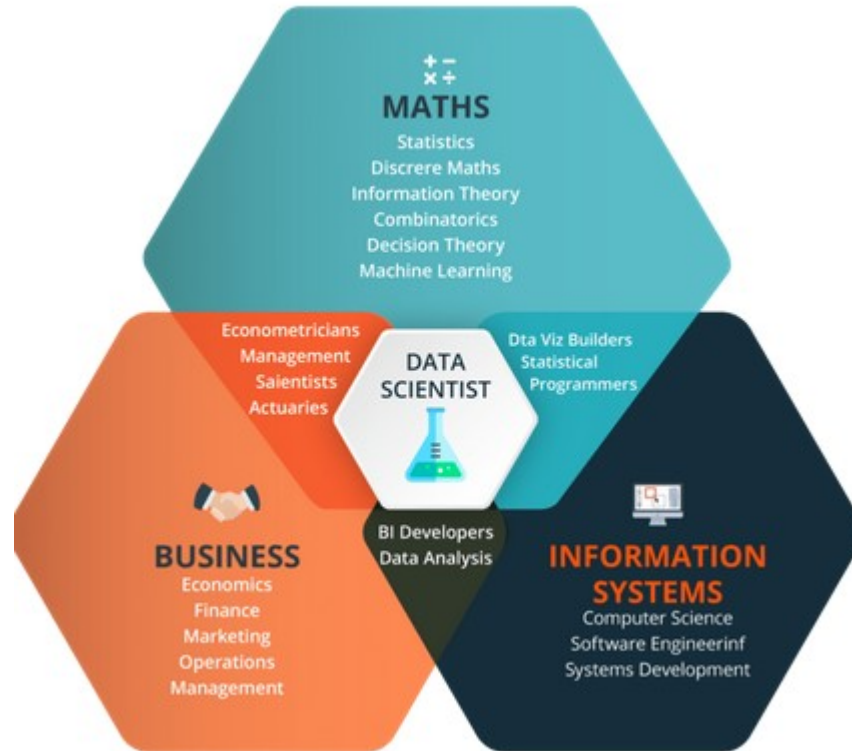 MATHS
Statistics
Discrere Maths
Information Theory
Combinatorics
Decision Theory
Machine Learning
Econometricians
Management
Saientists
Actuaries
DATA
SCIENTIST
Dta Viz Builders
Statistical
Programmers
BUSINESS
Economics
Finance
Marketing
Operations
Management
BI Developers
Data Analysis
INFORMATION
SYSTEMS
Computer Science
Software Engineerinf
Systems Development